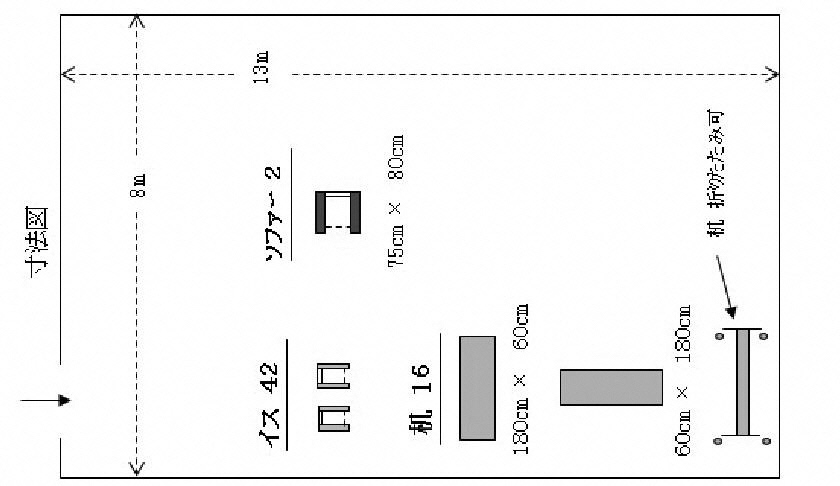 寸法図
8m
13m
ソファー 2
75cm × 80cm
イス 42
机 16
180cm × 60cm
60cm × 180cm
机 折りたたみ可